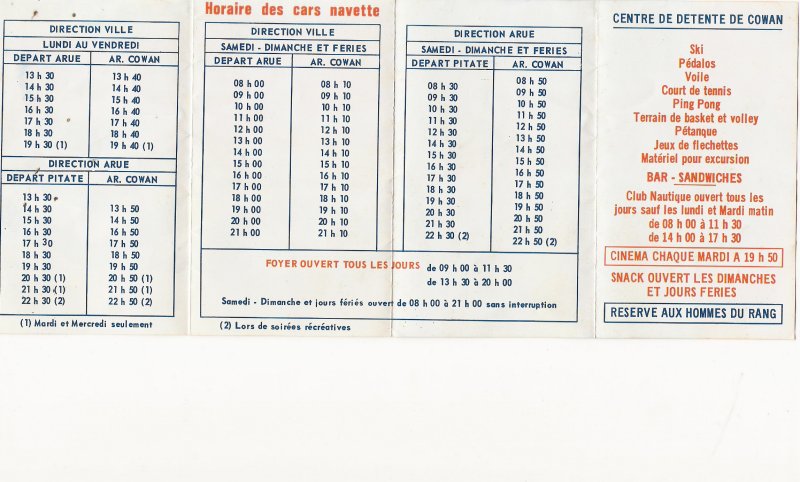 DIRECTION VILLE
LUNDI AU VENDREDI
DEPART ARUE AR. COWAN
13 h 30 13 h 40
14 h 30 14 h 40
15 h 30 15 h 40
16 h 30 16 h 40
17 h 30 17 h 40
18 h 30 18 h 40
19 h 30 (1) 19 h 40 (1)
DIRECTION ARUE
DEPART PITATE AR. COWAN
13 h 30
14 h 30 13 h 50
15 h 30 14 h 50
16 h 30 16 h 50
17 h 30 17 h 50
18 h 30 18 h 50
19 h 30 19 h 50
20 h 30 (1) 20 h 50 (1)
21 h 30 (1) 21 h 50 (1)
22 h 30 (2) 22 h 50 (2)
(1) Mardi et Mercredi seulement
Horaire des cars navette
DIRECTION VILLE
SAMEDI - DIMANCHE ET FERIES
DEPART ARUE AR. COWAN
08 h 00 08 h 10
09 h 00 09 h 10
10 h 00 10 h 10
11 h 00 11 h 10
12 h 00 12 h 10
13 h 00 13 h 10
14 h 00 14 h 10
15 h 00 15 h 10
16 h 00 16 h 10
17 h 00 17 h 10
18 h 00 18 h 10
19 h 00 19 h 10
20 h 00 20 h 10
21 h 00 21 h 10
DIRECTION ARUE
SAMEDI - DIMANCHE ET FERIES
DEPART PITATE AR. COWAN
08 h 30 08 h 50
09 h 30 09 h 50
10 h 30 10 h 50
11 h 30 11 h 50
12 h 30 12 h 50
14 h 30 14 h 50
15 h 30 15 h 50
16 h 30 16 h 50
17 h 30 17 h 50
18 h 30 18 h 50
19 h 30 19 h 50
20 h 30 20 h 50
21 h 30 21 h 50
22 h 30 (2) 22 h 50 (2)
FOYER OUVERT TOUS LES JOURS de 09 h 00 à 11 h 30
de 13 h 30 à 20 h 00
Samedi - Dimanche et jours fériés ouvert de 08 h 00 à 21 h 00 sans interruption
(2) Lors de soirées récréatives
CENTRE DE DETENTE DE COWAN
Ski
Pédalos
Voile
Court de tennis
Ping Pong
Terrain de basket et volley
Pétanque
Jeux de flechettes
Matériel pour excursion
BAR - SANDWICHES
Club Nautique ouvert tous les
jours sauf les lundi et Mardi matin
de 08 h 00 à 11 h 30
de 14 h 00 à 17 h 30
CINEMA CHAQUE MARDI A 19 h 50
SNACK OUVERT LES DIMANCHES
ET JOURS FERIES
RESERVE AUX HOMMES DU RANG